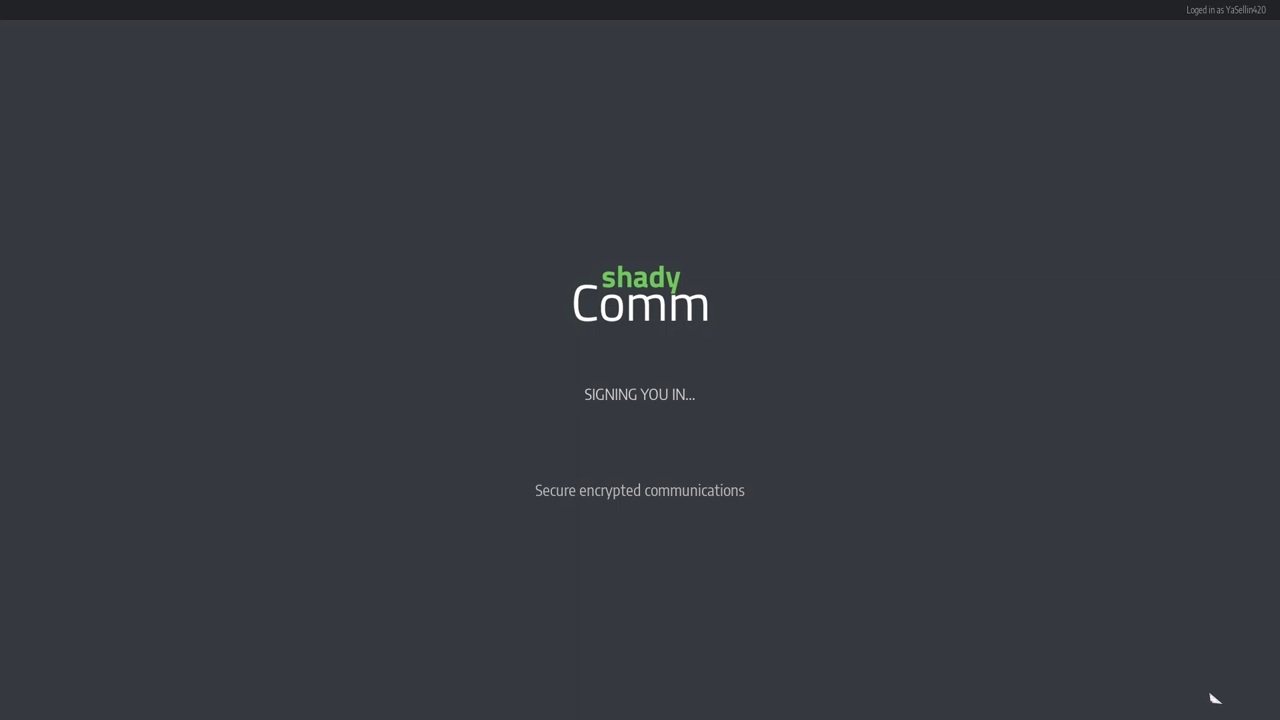 Loged in as YaSellin420
shady
Comm
SIGNING YOU IN...
Secure encrypted communications